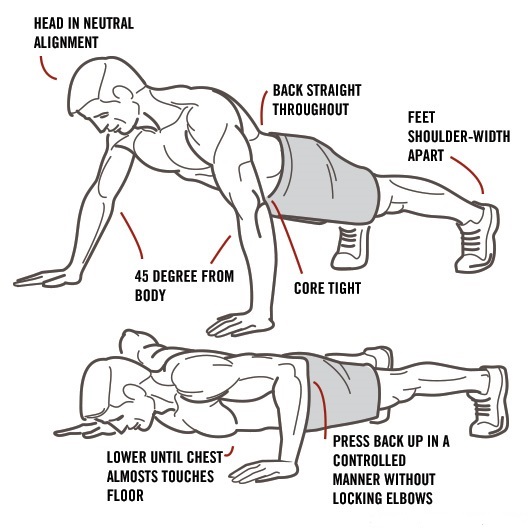 HEAD IN NEUTRAL
ALIGNMENT
BACK STRAIGHT
THROUGHOUT
FEET
SHOULDER-WIDTH
APART
45 DEGREE FROM
BODY
CORE TIGHT
LOWER UNTIL CHEST
ALMOSTS TOUCHES
FLOOR
PRESS BACK UP IN A
CONTROLLED
MANNER WITHOUT
LOCKING ELBOWS